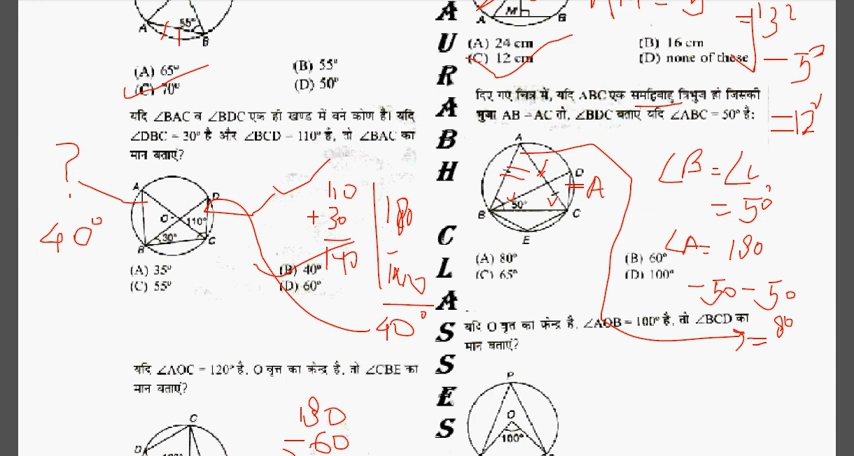 A
55°
B
(A) 65°
(B) 55°
(C) 70°
(D) 50°
यदि ∠BAC व ∠BDC एक ही खण्ड में बने कोण है। यदि
∠DBC = 30° है और ∠BCD = 110° है, तो ∠BAC का
मान बताएं?
?
40°
A
D
O
110°
30°
B
C
110
+30
140
180
40°
(A) 35°
(B) 40°
(C) 55°
(D) 60°
यदि ∠AOC = 120° है, O वृत्त का केन्द्र है, तो ∠CBE का
मान बताएं?
C
D
180
-60
A
U
R
A
B
H
C
L
A
S
S
E
S
A
M
B
= 13²
- 5²
= 12
(A) 24 cm
(B) 16 cm
(C) 12 cm
(D) none of these
दिए गए चित्र में, यदि ABC एक समद्विबाहु त्रिभुज हो जिसकी
भुजा AB = AC तो, ∠BDC बताए यदि ∠ABC = 50° है:
A
D
50°
B
C
E
= A
∠B = ∠C
= 50°
∠A = 180
-50-50
= 80
(A) 80°
(B) 60°
(C) 65°
(D) 100°
यदि O वृत्त का केन्द्र है, ∠AOB = 100° है, तो ∠BCD का
मान बताएं?
P
O
100°